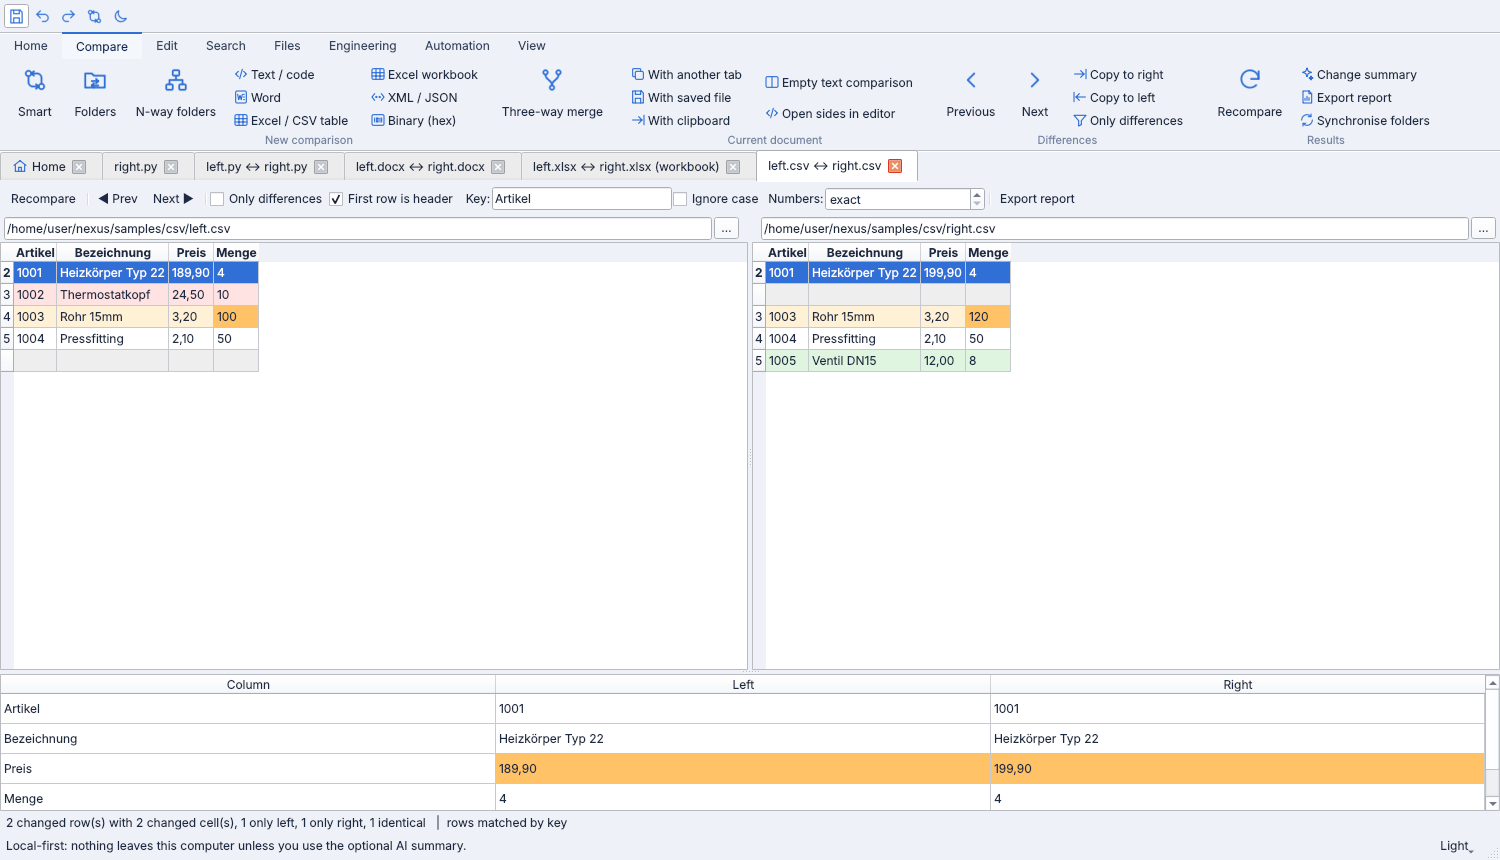 Home Compare Edit Search Files Engineering Automation View
Smart Folders N-way folders
Text / code
Word
Excel / CSV table
Excel workbook
XML / JSON
Binary (hex)
New comparison
Three-way merge
With another tab
With saved file
With clipboard
Empty text comparison
Open sides in editor
Current document
Previous Next
Copy to right
Copy to left
Only differences
Differences
Recompare
Change summary
Export report
Synchronise folders
Results
Home right.py left.py ↔ right.py left.docx ↔ right.docx left.xlsx ↔ right.xlsx (workbook) left.csv ↔ right.csv
Recompare ◀ Prev Next ▶ Only differences First row is header Key: Artikel Ignore case Numbers: exact Export report
/home/user/nexus/samples/csv/left.csv ...
Artikel Bezeichnung Preis Menge
2 1001 Heizkörper Typ 22 189,90 4
3 1002 Thermostatkopf 24,50 10
4 1003 Rohr 15mm 3,20 100
5 1004 Pressfitting 2,10 50
/home/user/nexus/samples/csv/right.csv ...
Artikel Bezeichnung Preis Menge
2 1001 Heizkörper Typ 22 199,90 4
3 1003 Rohr 15mm 3,20 120
4 1004 Pressfitting 2,10 50
5 1005 Ventil DN15 12,00 8
Column Left Right
Artikel 1001 1001
Bezeichnung Heizkörper Typ 22 Heizkörper Typ 22
Preis 189,90 199,90
Menge 4 4
2 changed row(s) with 2 changed cell(s), 1 only left, 1 only right, 1 identical | rows matched by key
Local-first: nothing leaves this computer unless you use the optional AI summary. Light